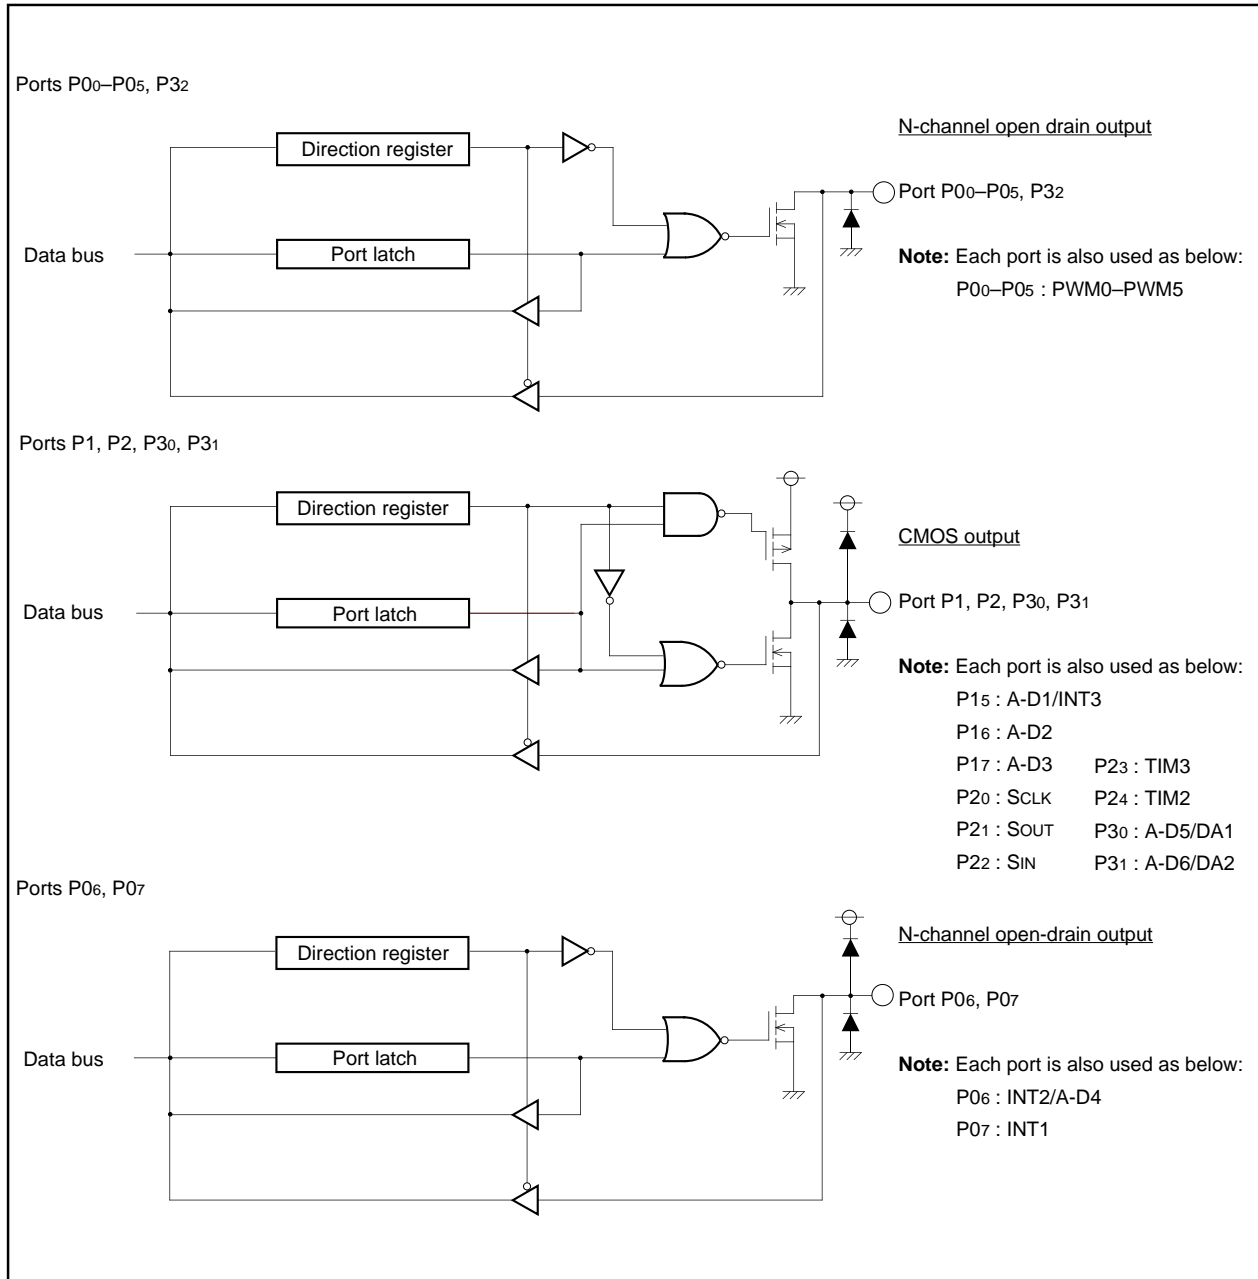 Ports P00–P05, P32
N-channel open drain output
Direction register
Port P00–P05, P32
Data bus
Port latch
Note: Each port is also used as below:
P00–P05 : PWM0–PWM5
Ports P1, P2, P30, P31
Direction register
CMOS output
Data bus
Port latch
Port P1, P2, P30, P31
Note: Each port is also used as below:
P15 : A-D1/INT3
P16 : A-D2
P17 : A-D3 P23 : TIM3
P20 : SCLK P24 : TIM2
P21 : SOUT P30 : A-D5/DA1
P22 : SIN P31 : A-D6/DA2
Ports P06, P07
N-channel open-drain output
Direction register
Port P06, P07
Data bus
Port latch
Note: Each port is also used as below:
P06 : INT2/A-D4
P07 : INT1